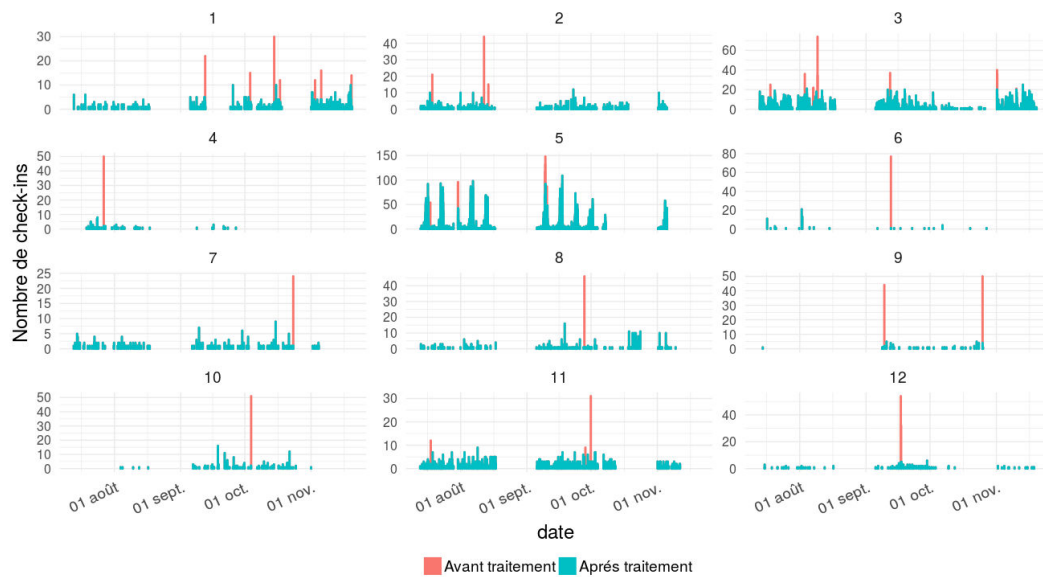 1 2 3
30 20 10 0
40 30 20 10 0
60 40 20 0
4 5 6
50 40 30 20 10 0
150 125 100 75 50 25 0
80 60 40 20 0
7 8 9
25 20 15 10 5 0
40 30 20 10 0
50 40 30 20 10 0
10 11 12
50 40 30 20 10 0
30 20 10 0
40 20 0
Nombre de check-ins
01 août 01 sept. 01 oct. 01 nov. 01 août 01 sept. 01 oct. 01 nov. 01 août 01 sept. 01 oct. 01 nov.
date
Avant traitement Aprés traitement